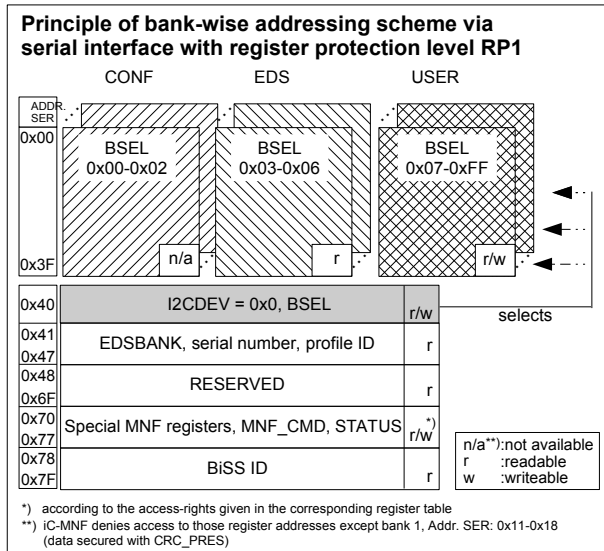 Principle of bank-wise addressing scheme via
serial interface with register protection level RP1
CONF EDS USER
ADDR.
SER
0x00
BSEL
0x00-0x02
BSEL
0x03-0x06
BSEL
0x07-0xFF
0x3F
n/a
r
r/w
0x40
I2CDEV = 0x0, BSEL
r/w
selects
0x41
0x47
EDSBANK, serial number, profile ID
r
0x48
0x6F
RESERVED
r
0x70
0x77
Special MNF registers, MNF_CMD, STATUS
r/w*)
0x78
0x7F
BiSS ID
r
n/a**):not available
r :readable
w :writeable
*) according to the access-rights given in the corresponding register table
**) iC-MNF denies access to those register addresses except bank 1, Addr. SER: 0x11-0x18
(data secured with CRC_PRES)